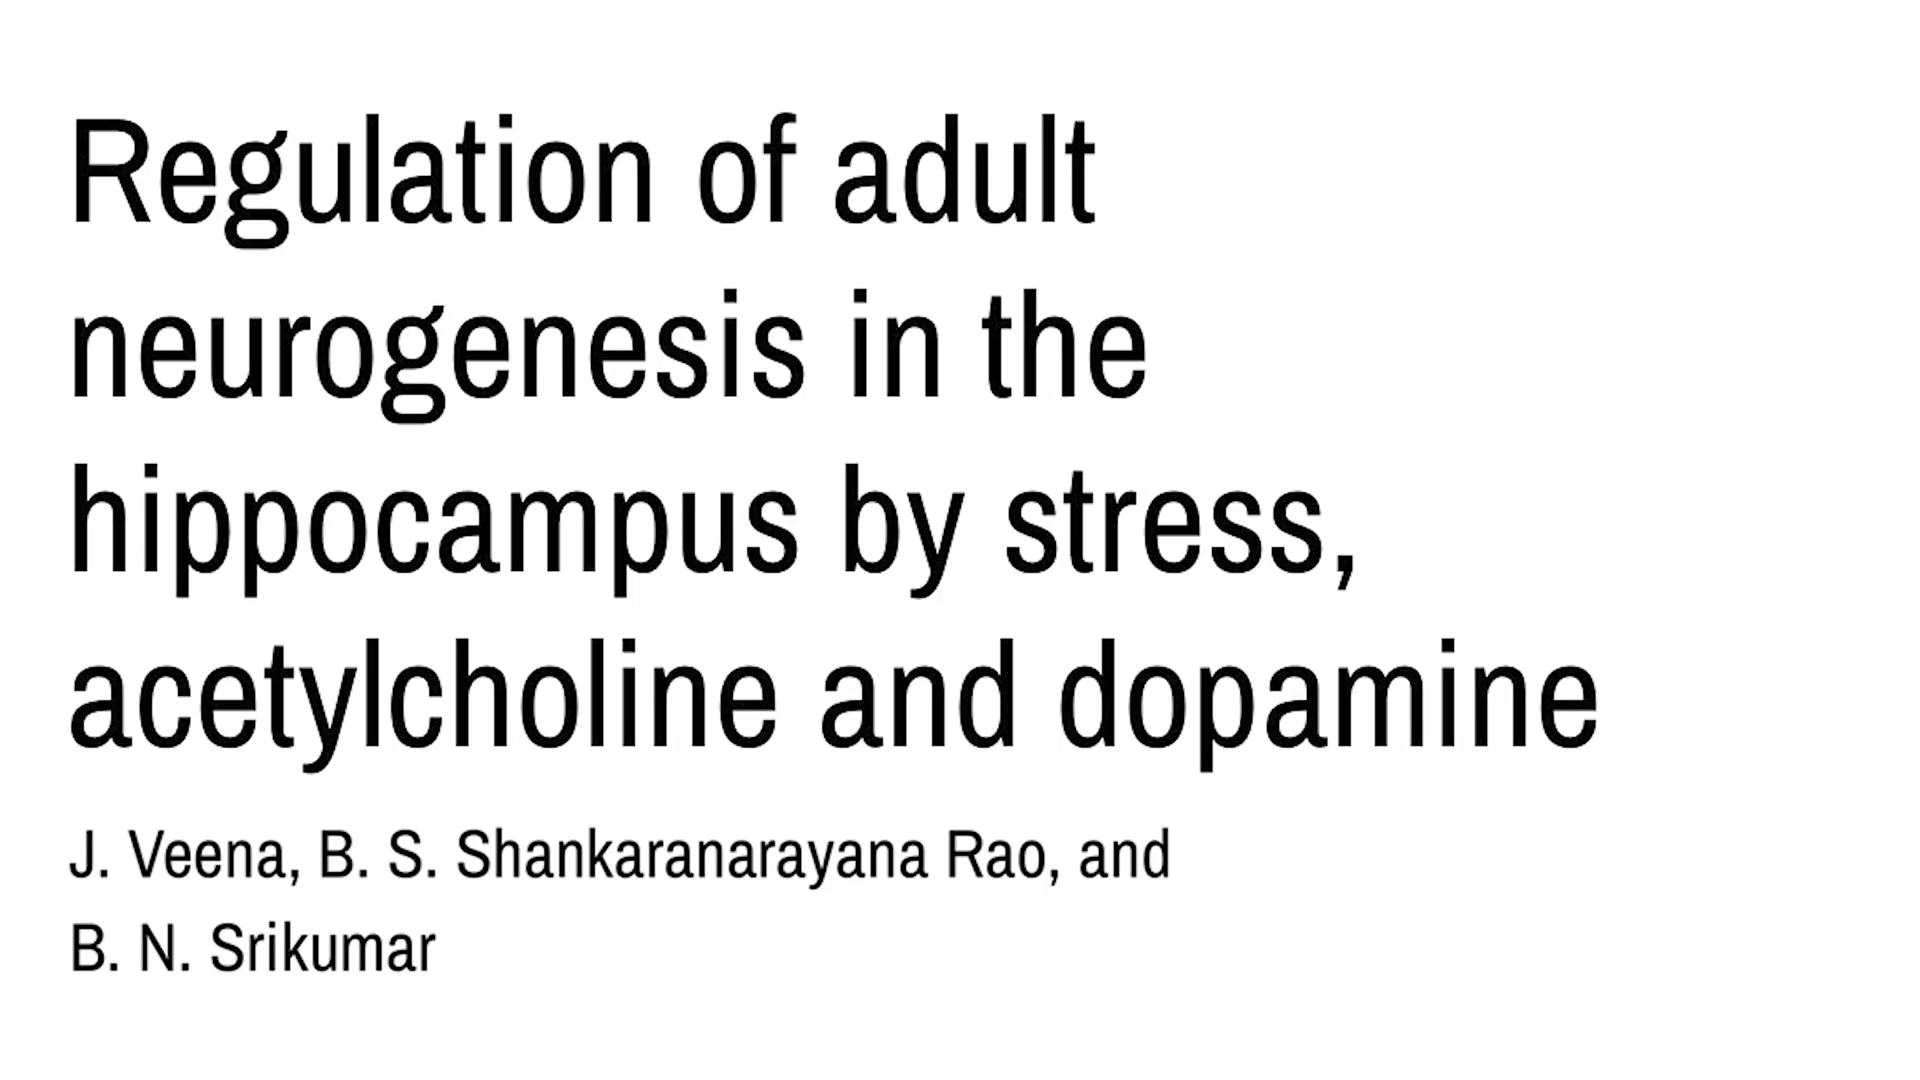 Regulation of adult
neurogenesis in the
hippocampus by stress,
acetylcholine and dopamine
J. Veena, B. S. Shankaranarayana Rao, and
B. N. Srikumar